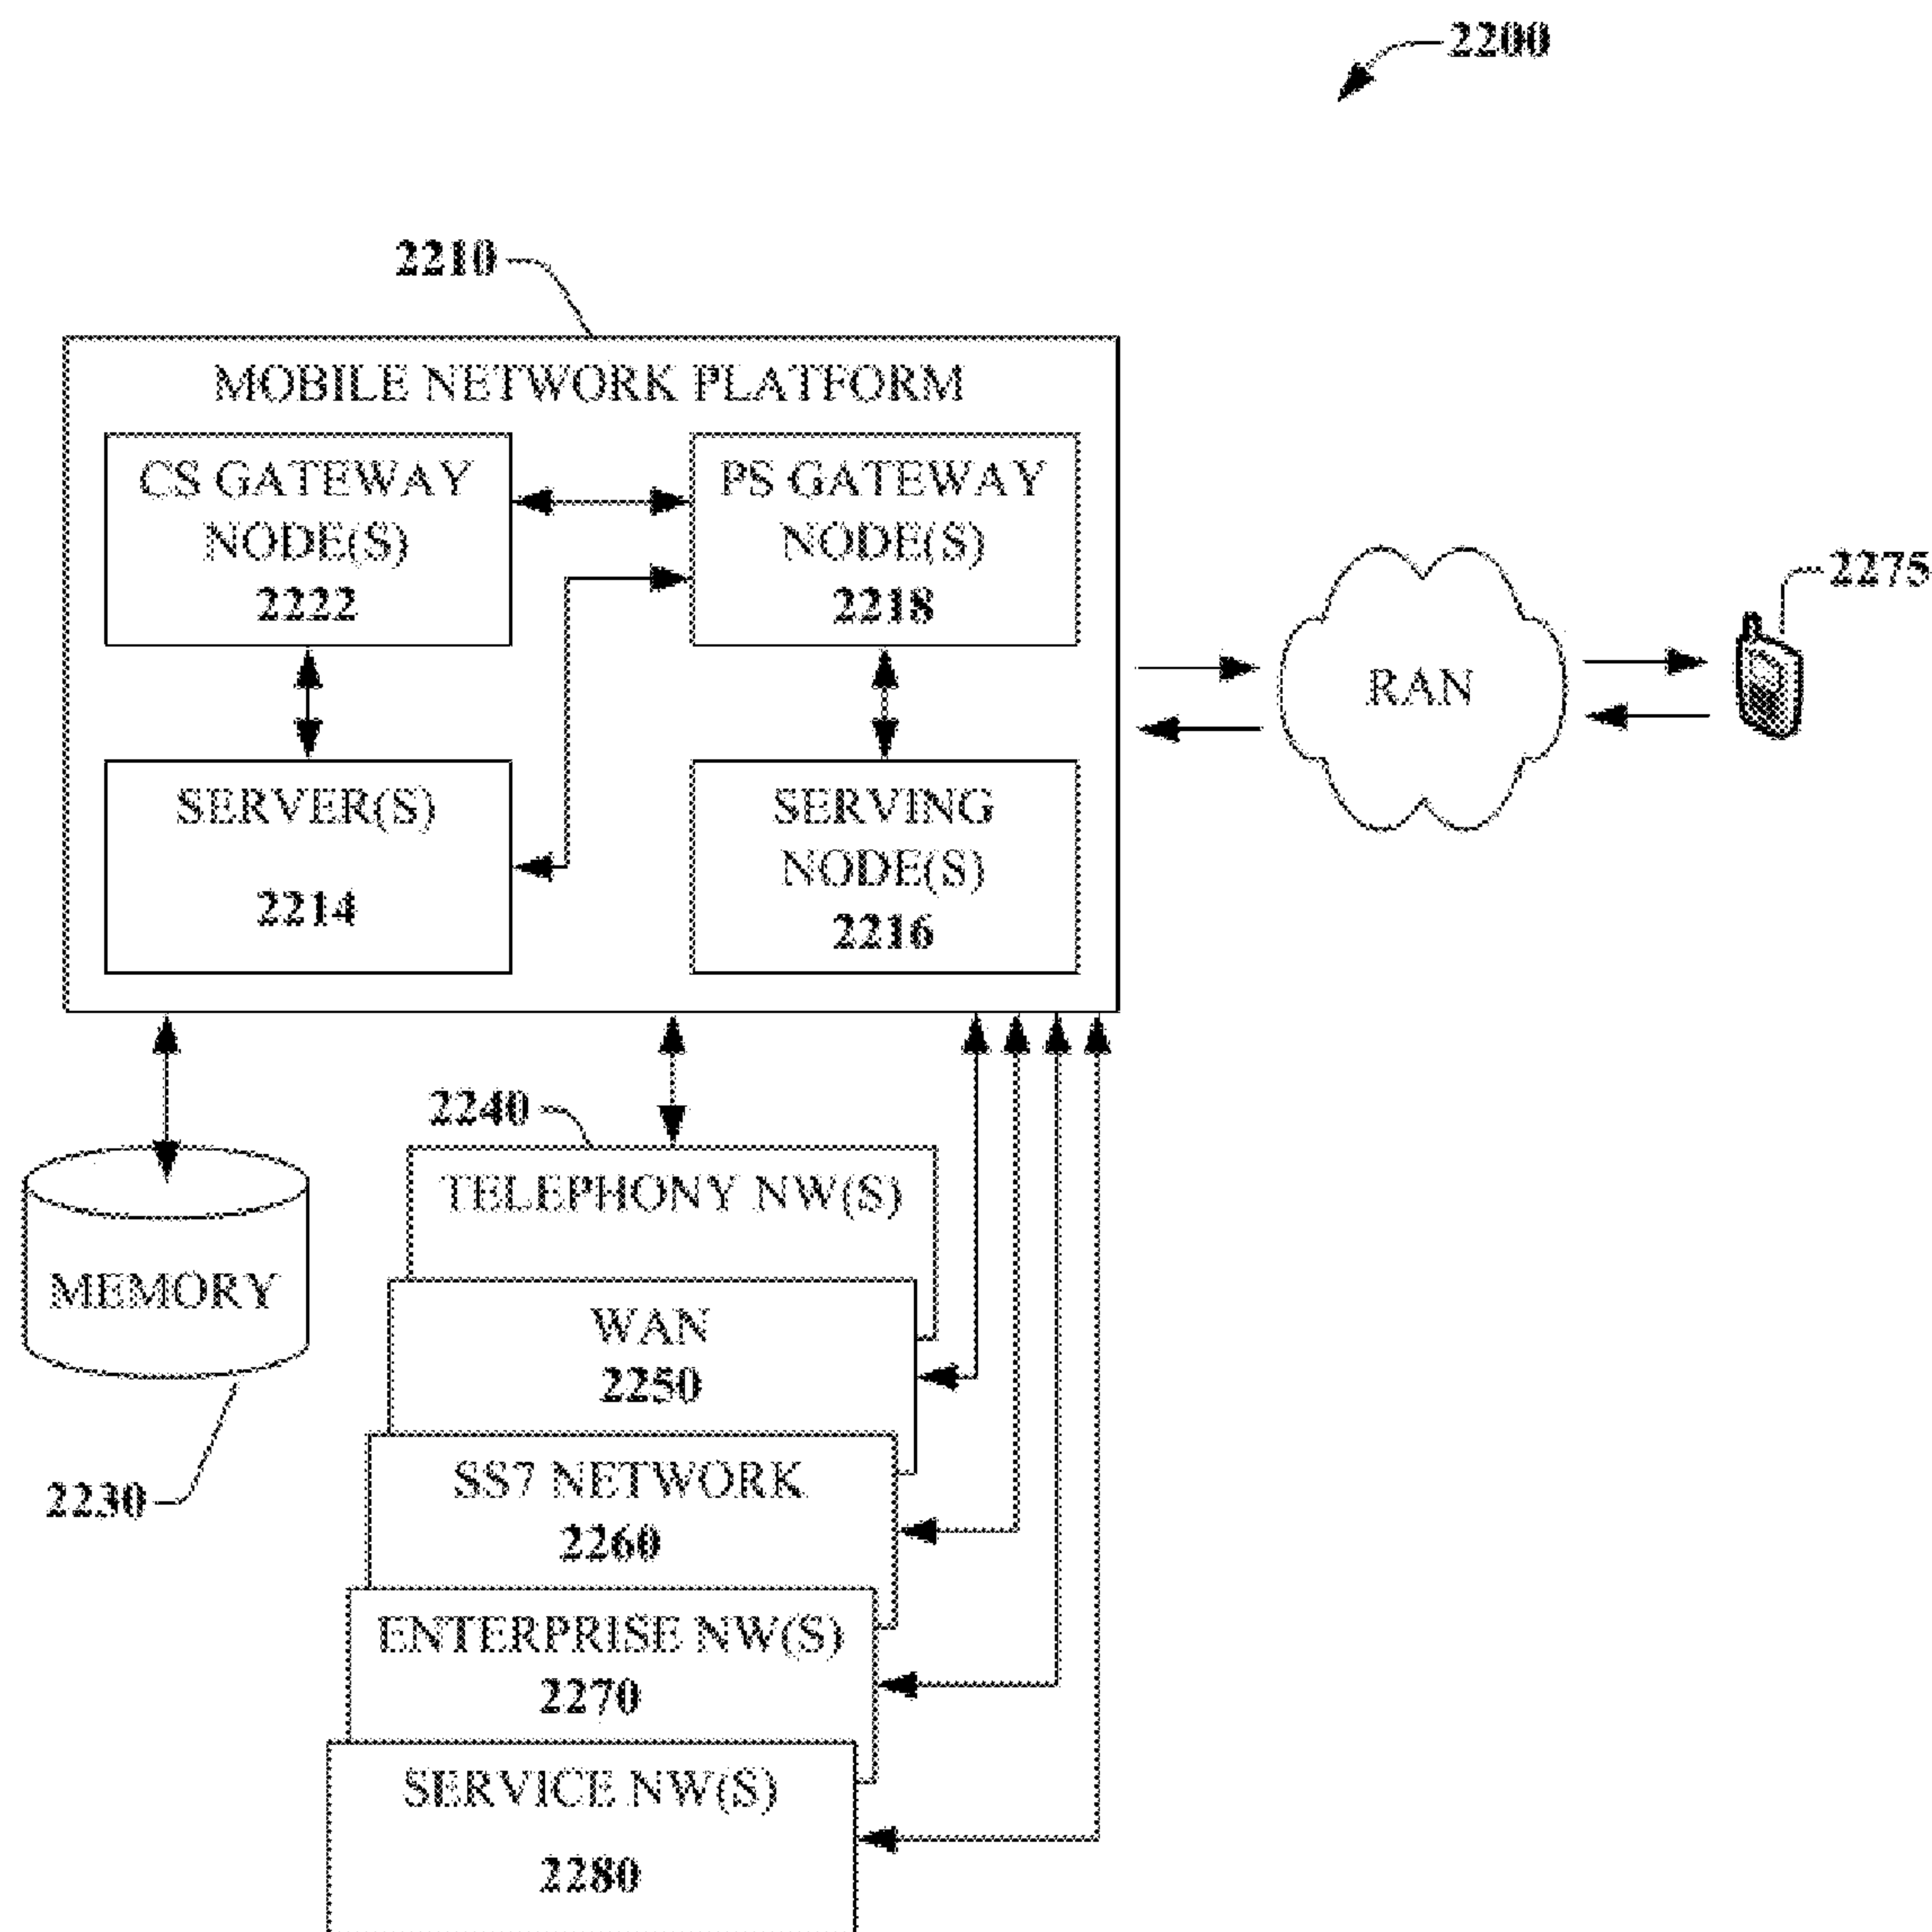 2200
2210
MOBILE NETWORK PLATFORM
CS GATEWAY
NODE(S)
2222
PS GATEWAY
NODE(S)
2218
SERVER(S)
2214
SERVING
NODE(S)
2216
RAN
2275
2240
TELEPHONY NW(S)
MEMORY
2230
WAN
2250
SS7 NETWORK
2260
ENTERPRISE NW(S)
2270
SERVICE NW(S)
2280